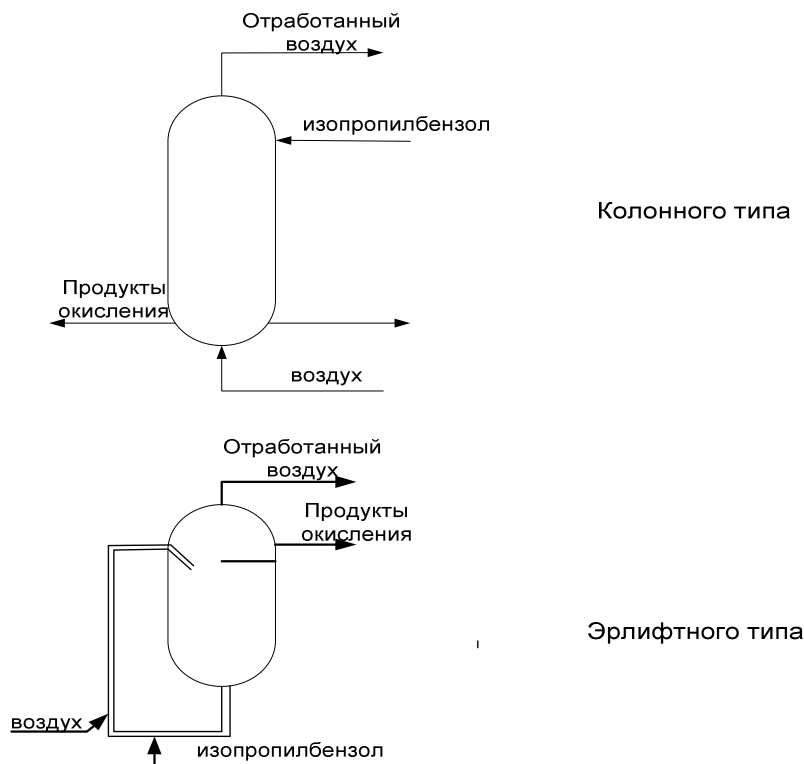 Отработанный
воздух
изопропилбензол
Колонного типа
Продукты
окисления
воздух
Отработанный
воздух
Продукты
окисления
Эрлифтного типа
воздух
изопропилбензол